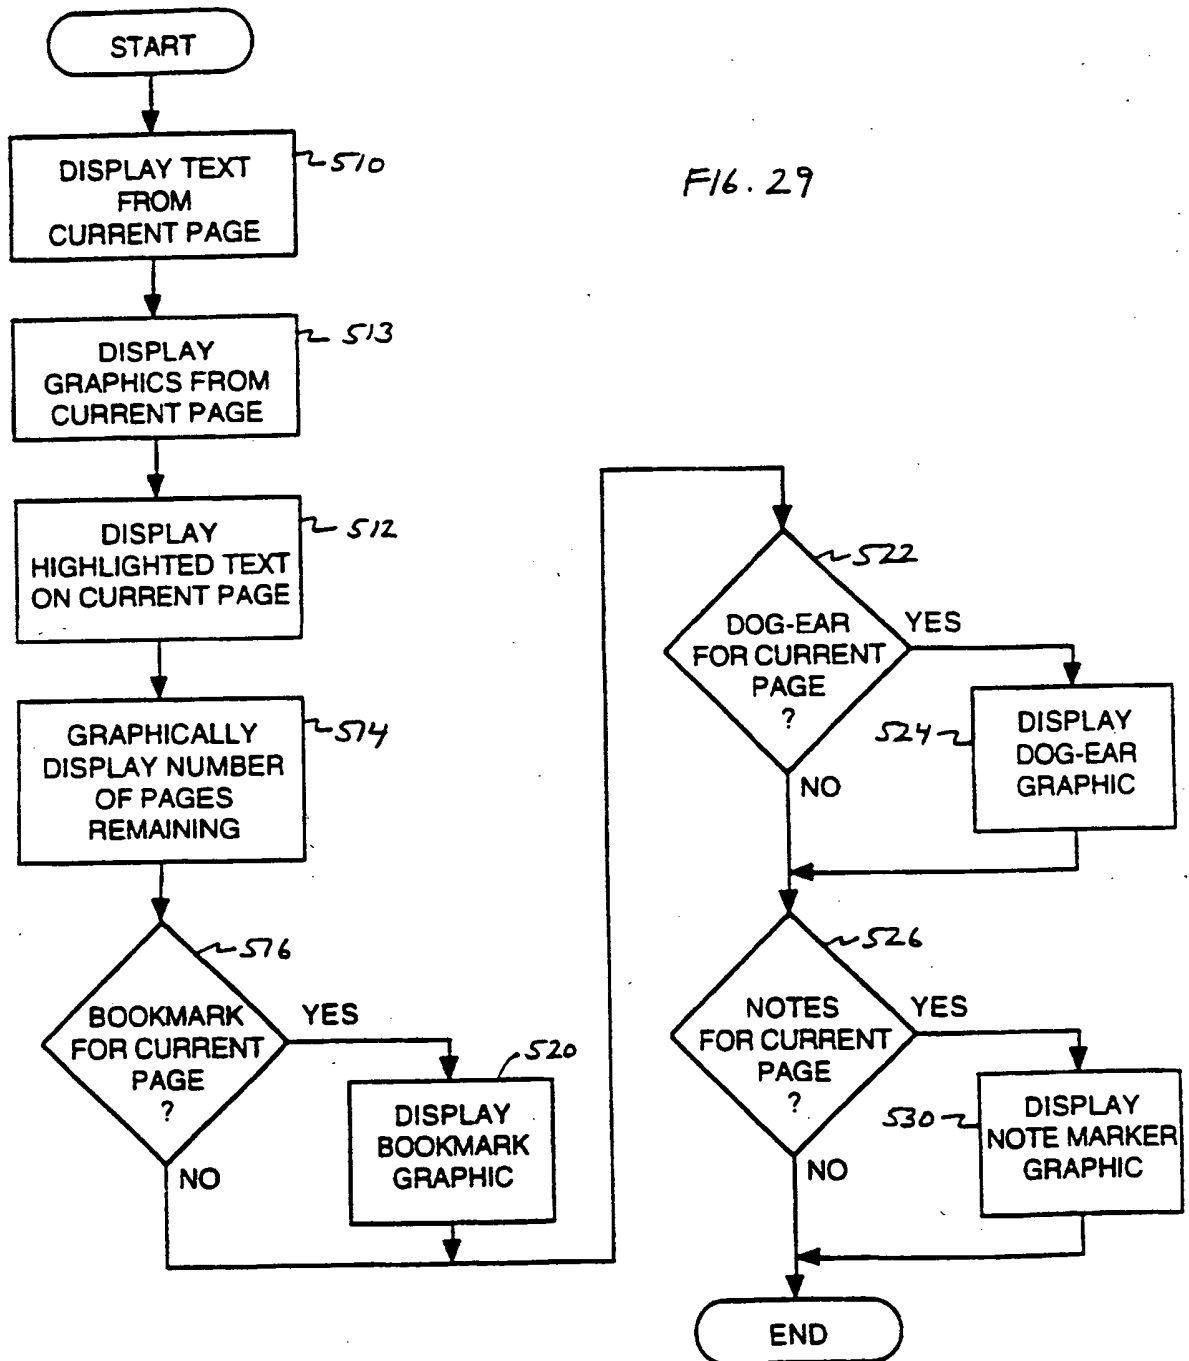 START
DISPLAY TEXT
FROM
CURRENT PAGE
510
FIG. 29
DISPLAY
GRAPHICS FROM
CURRENT PAGE
513
DISPLAY
HIGHLIGHTED TEXT
ON CURRENT PAGE
512
GRAPHICALLY
DISPLAY NUMBER
OF PAGES
REMAINING
514
BOOKMARK
FOR CURRENT
PAGE
?
516
YES
NO
DISPLAY
BOOKMARK
GRAPHIC
520
DOG-EAR
FOR CURRENT
PAGE
?
522
YES
NO
DISPLAY
DOG-EAR
GRAPHIC
524
NOTES
FOR CURRENT
PAGE
?
526
YES
NO
DISPLAY
NOTE MARKER
GRAPHIC
530
END